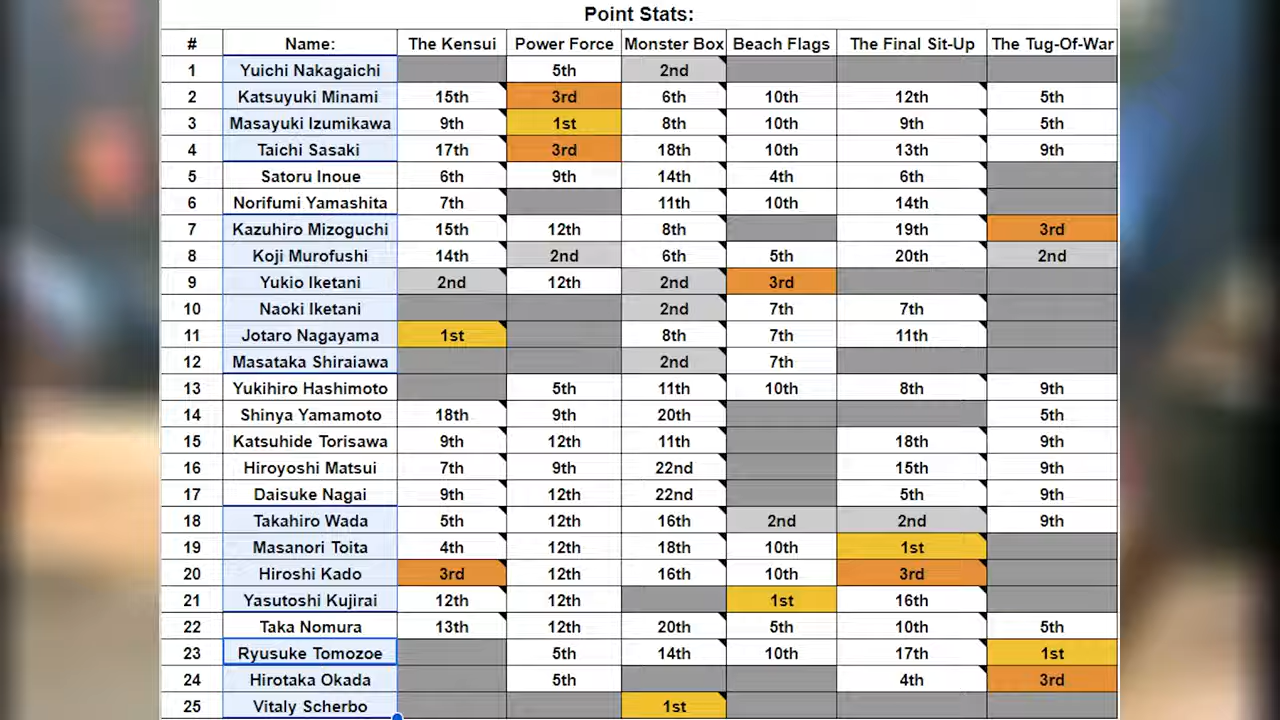 Point Stats:
# Name: The Kensui Power Force Monster Box Beach Flags The Final Sit-Up The Tug-Of-War
1 Yuichi Nakagaichi 5th 2nd
2 Katsuyuki Minami 15th 3rd 6th 10th 12th 5th
3 Masayuki Izumikawa 9th 1st 8th 10th 9th 5th
4 Taichi Sasaki 17th 3rd 18th 10th 13th 9th
5 Satoru Inoue 6th 9th 14th 4th 6th
6 Norifumi Yamashita 7th 11th 10th 14th
7 Kazuhiro Mizoguchi 15th 12th 8th 19th 3rd
8 Koji Murofushi 14th 2nd 6th 5th 20th 2nd
9 Yukio Iketani 2nd 12th 2nd 3rd
10 Naoki Iketani 2nd 7th 7th
11 Jotaro Nagayama 1st 8th 7th 11th
12 Masataka Shiraiawa 2nd 7th
13 Yukihiro Hashimoto 5th 11th 10th 8th 9th
14 Shinya Yamamoto 18th 9th 20th 5th
15 Katsuhide Torisawa 9th 12th 11th 18th 9th
16 Hiroyoshi Matsui 7th 9th 22nd 15th 9th
17 Daisuke Nagai 9th 12th 22nd 5th 9th
18 Takahiro Wada 5th 12th 16th 2nd 2nd 9th
19 Masanori Toita 4th 12th 18th 10th 1st
20 Hiroshi Kado 3rd 12th 16th 10th 3rd
21 Yasutoshi Kujirai 12th 12th 1st 16th
22 Taka Nomura 13th 12th 20th 5th 10th 5th
23 Ryusuke Tomozoe 5th 14th 10th 17th 1st
24 Hirotaka Okada 5th 4th 3rd
25 Vitaly Scherbo 1st